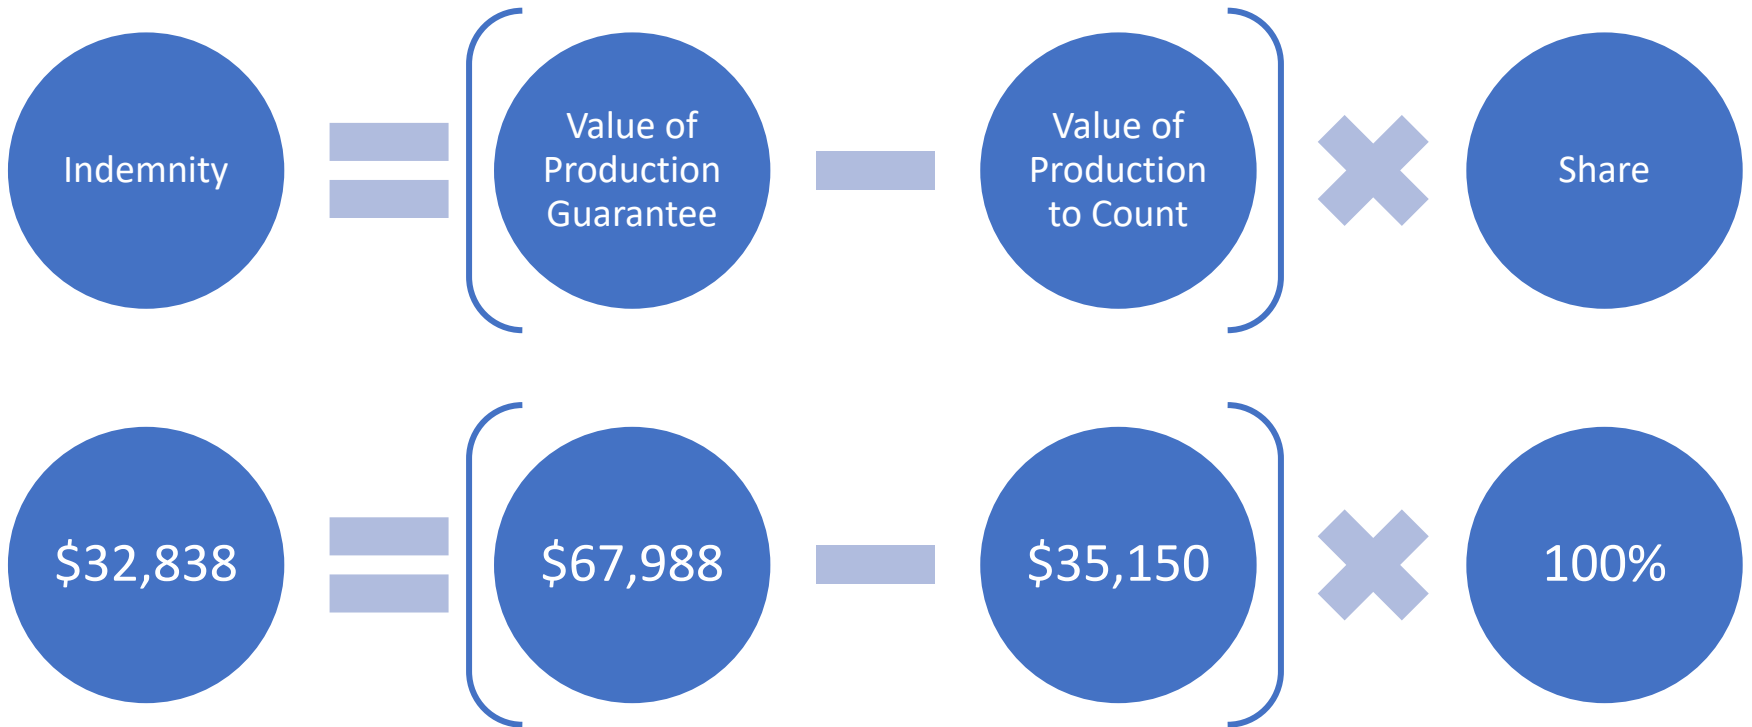 Indemnity
Value of
Production
Guarantee
Value of
Production
to Count
Share
$32,838
$67,988
$35,150
100%